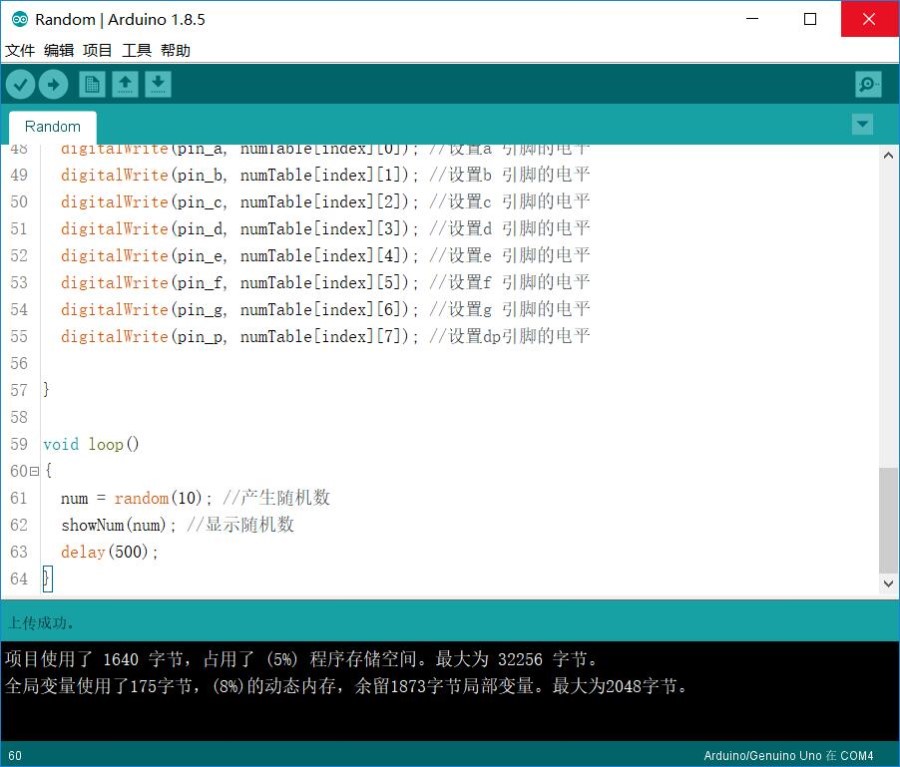 Random | Arduino 1.8.5
文件 编辑 项目 工具 帮助
Random
48 digitalWrite(pin_a, numTable[index][0]); //设置a 引脚的电平
49 digitalWrite(pin_b, numTable[index][1]); //设置b 引脚的电平
50 digitalWrite(pin_c, numTable[index][2]); //设置c 引脚的电平
51 digitalWrite(pin_d, numTable[index][3]); //设置d 引脚的电平
52 digitalWrite(pin_e, numTable[index][4]); //设置e 引脚的电平
53 digitalWrite(pin_f, numTable[index][5]); //设置f 引脚的电平
54 digitalWrite(pin_g, numTable[index][6]); //设置g 引脚的电平
55 digitalWrite(pin_p, numTable[index][7]); //设置dp引脚的电平
56
57 }
58
59 void loop()
60 {
61 num = random(10); //产生随机数
62 showNum(num); //显示随机数
63 delay(500);
64 }
上传成功。
项目使用了 1640 字节，占用了 (5%) 程序存储空间。最大为 32256 字节。
全局变量使用了175字节，(8%)的动态内存，余留1873字节局部变量。最大为2048字节。
60 Arduino/Genuino Uno 在 COM4